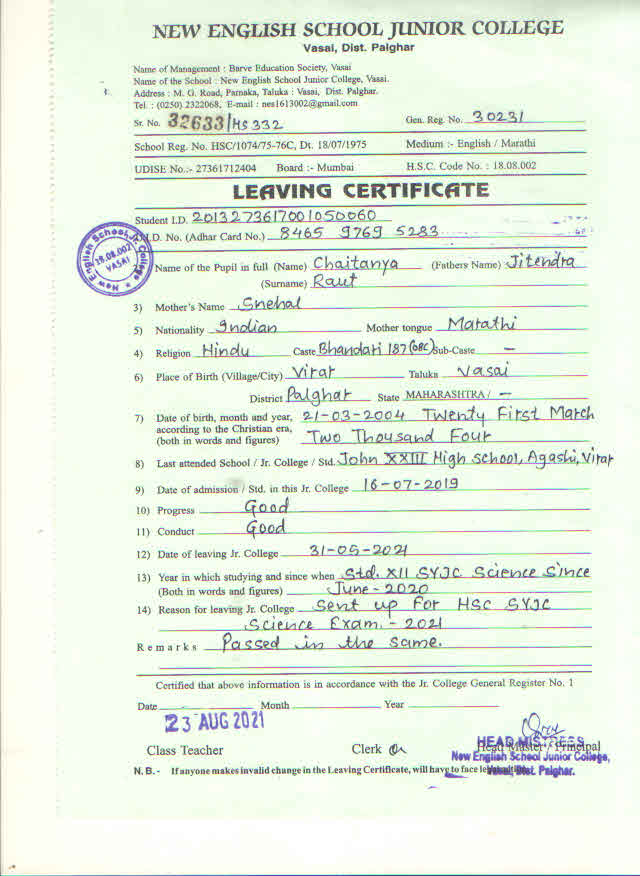 NEW ENGLISH SCHOOL JUNIOR COLLEGE
Vasai, Dist. Palghar
Name of Management : Barve Education Society, Vasai
Name of the School : New English School Junior College, Vasai.
Address : M. G. Road, Parnaka, Taluka : Vasai, Dist. Palghar.
Tel. : (0250) 2322068, E-mail : nes1613002@gmail.com
Sr. No. 32633/HS 332 Gen. Reg. No. 30231
School Reg. No. HSC/1074/75-76C, Dt. 18/07/1975 Medium :- English / Marathi
UDISE No.:- 27361712404 Board :- Mumbai H.S.C. Code No. : 18.08.002
LEAVING CERTIFICATE
Student I.D. 2013273617001050060
U.I.D. No. (Adhar Card No.) 8465 9769 5283
New English School, Jr. College
18.08.002
VASAI
Name of the Pupil in full (Name) Chaitanya (Fathers Name) Jitendra
(Surname) Raut
3) Mother's Name Snehal
5) Nationality Indian Mother tongue Marathi
4) Religion Hindu Caste Bhandari 187 (OBC) Sub-Caste —
6) Place of Birth (Village/City) Virar Taluka Vasai
District Palghar State MAHARASHTRA / —
7) Date of birth, month and year, 21-03-2004 Twenty First March
according to the Christian era,
(both in words and figures) Two Thousand Four
8) Last attended School / Jr. College / Std. John XXIII High school, Agashi, Virar
9) Date of admission / Std. in this Jr. College 16-07-2019
10) Progress Good
11) Conduct Good
12) Date of leaving Jr. College 31-05-2021
13) Year in which studying and since when Std. XII SYJC Science Since
(Both in words and figures) June-2020
14) Reason for leaving Jr. College Sent up for HSC SYJC
Science Exam.-2021
Remarks Passed in the same.
Certified that above information is in accordance with the Jr. College General Register No. 1
Date Month Year
23 AUG 2021
Class Teacher Clerk Head Master / Principal
HEAD MISTRESS
New English School Junior College,
Vasai, Dist. Palghar.
N. B.- If anyone makes invalid change in the Leaving Certificate, will have to face